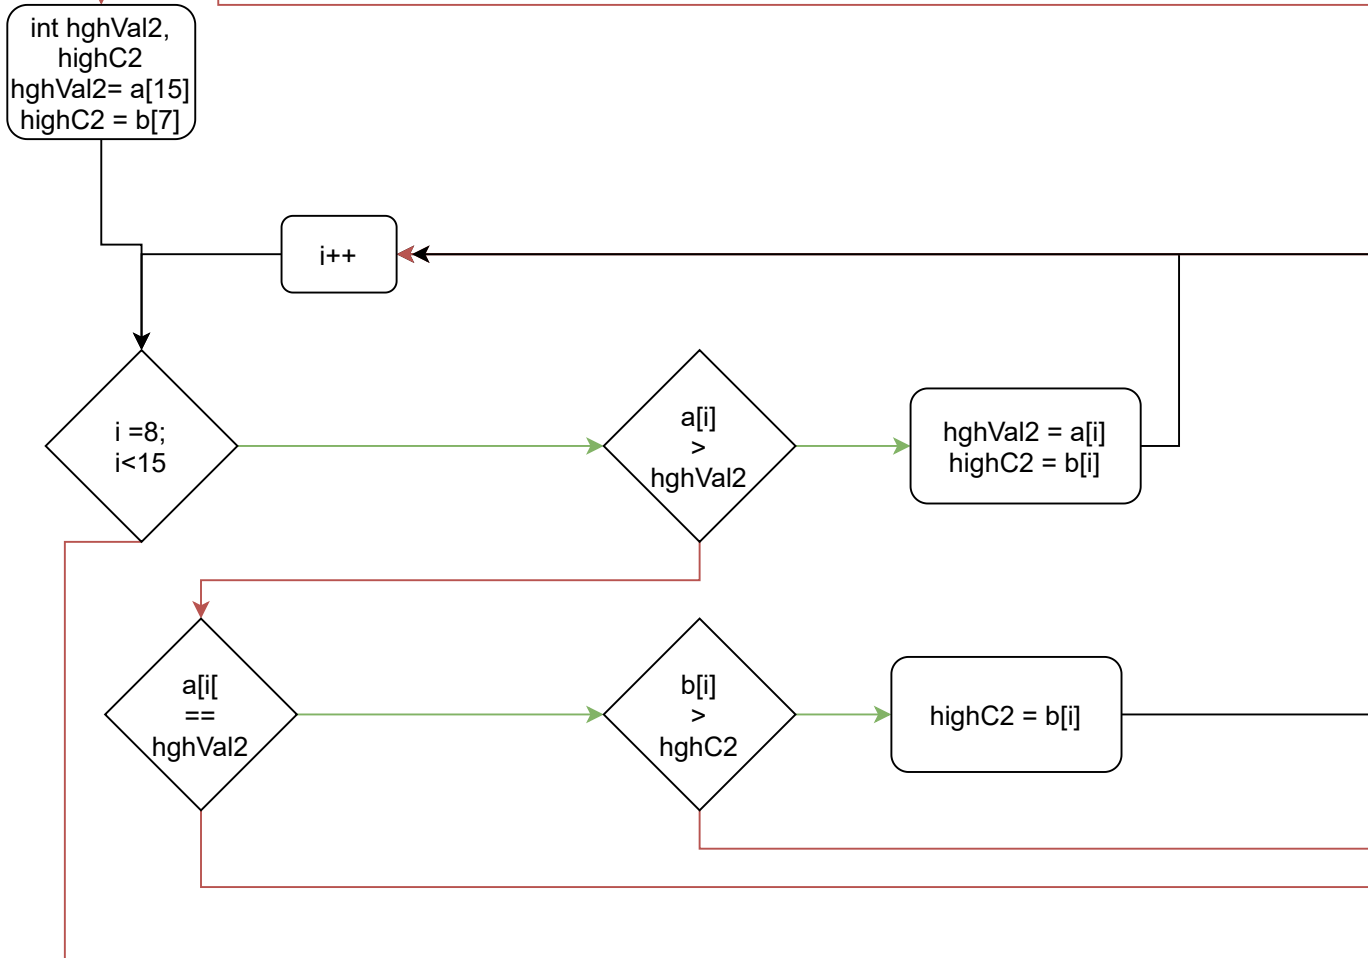 int hghVal2,
highC2
hghVal2= a[15]
highC2 = b[7]
i++
i =8;
i<15
a[i]
>
hghVal2
hghVal2 = a[i]
highC2 = b[i]
a[i[
==
hghVal2
b[i]
>
hghC2
highC2 = b[i]